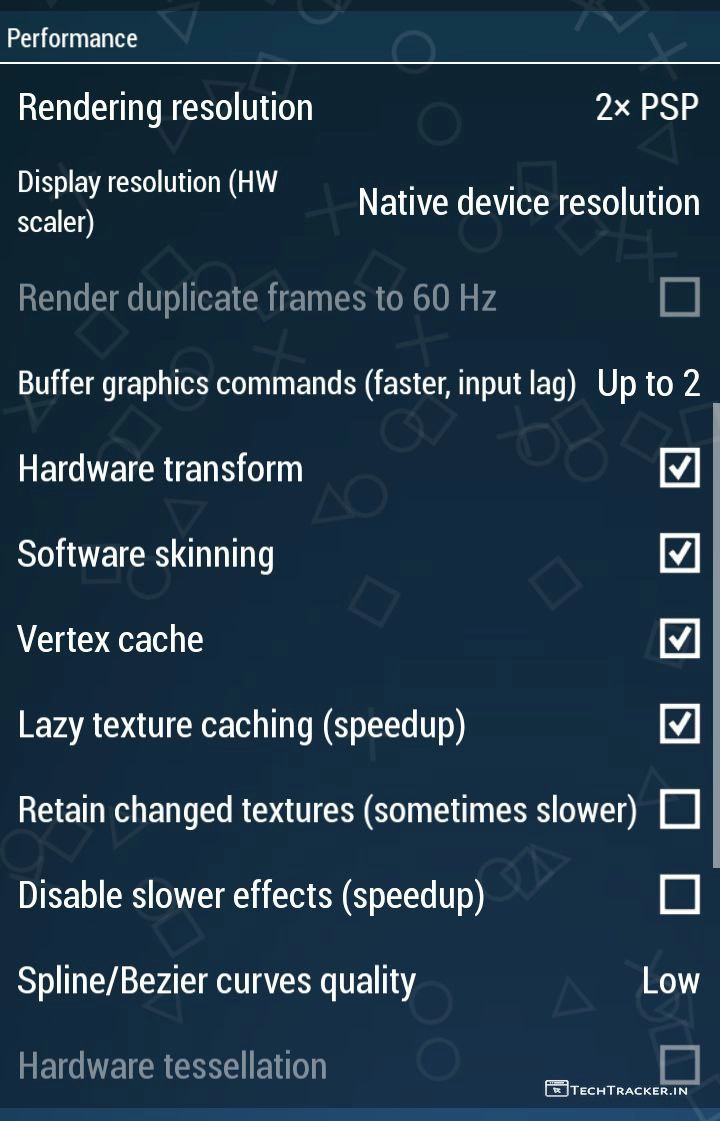 Performance
Rendering resolution 2× PSP
Display resolution (HW
scaler) Native device resolution
Render duplicate frames to 60 Hz
Buffer graphics commands (faster, input lag) Up to 2
Hardware transform
Software skinning
Vertex cache
Lazy texture caching (speedup)
Retain changed textures (sometimes slower)
Disable slower effects (speedup)
Spline/Bezier curves quality Low
Hardware tessellation
TECHTRACKER.IN